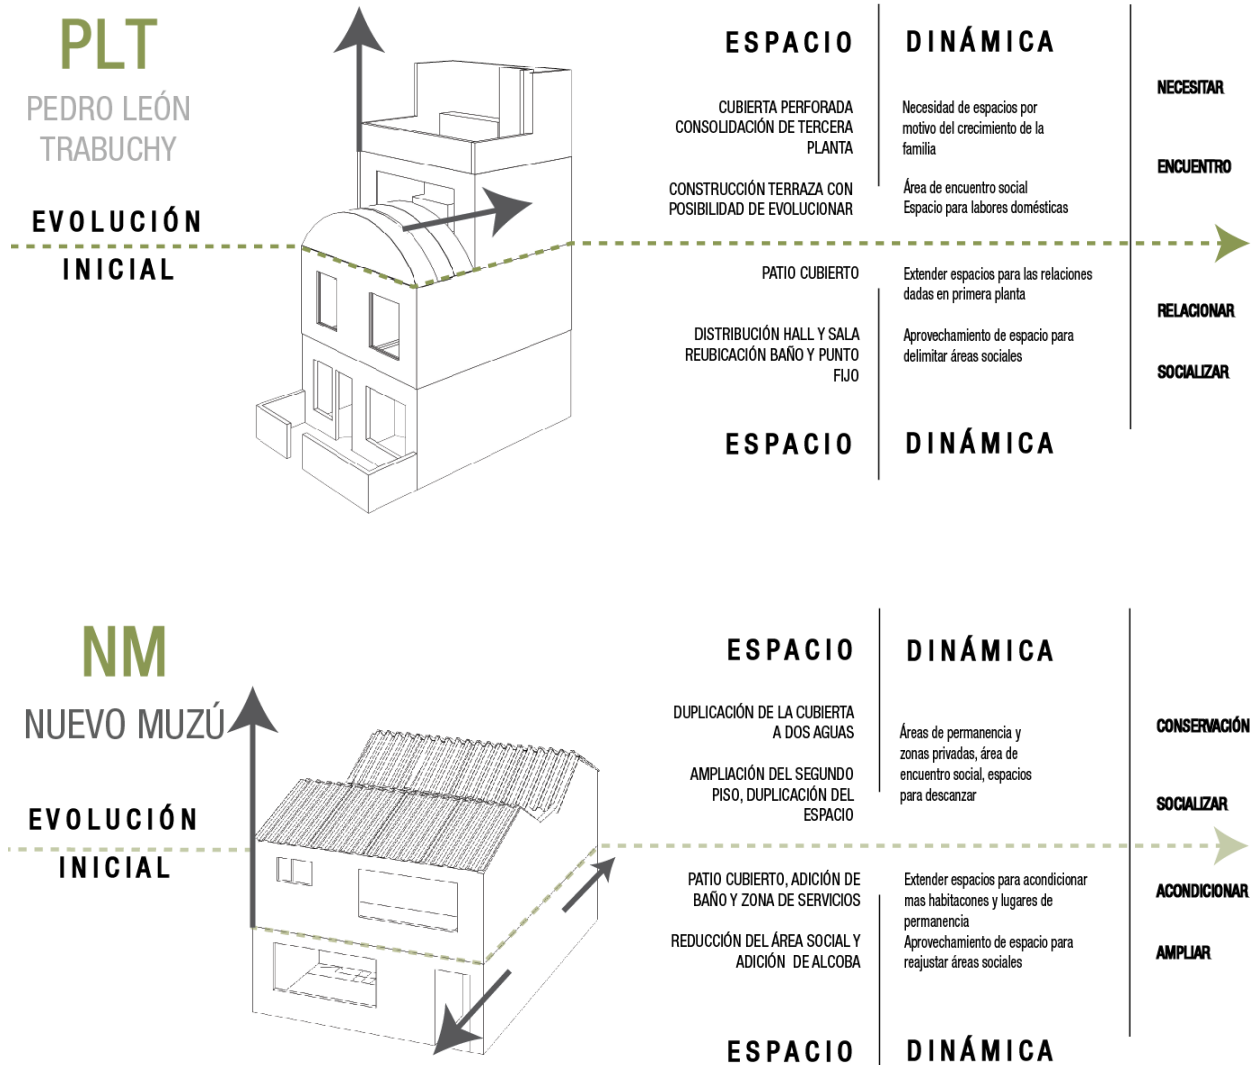 PLT
PEDRO LEÓN
TRABUCHY
EVOLUCIÓN
INICIAL
ESPACIO
DINÁMICA
CUBIERTA PERFORADA
CONSOLIDACIÓN DE TERCERA
PLANTA
Necesidad de espacios por
motivo del crecimiento de la
familia
NECESITAR
CONSTRUCCIÓN TERRAZA CON
POSIBILIDAD DE EVOLUCIONAR
Área de encuentro social
Espacio para labores domésticas
ENCUENTRO
PATIO CUBIERTO
Extender espacios para las relaciones
dadas en primera planta
RELACIONAR
DISTRIBUCIÓN HALL Y SALA
REUBICACIÓN BAÑO Y PUNTO
FIJO
Aprovechamiento de espacio para
delimitar áreas sociales
SOCIALIZAR
ESPACIO
DINÁMICA
NM
NUEVO MUZÚ
EVOLUCIÓN
INICIAL
ESPACIO
DINÁMICA
DUPLICACIÓN DE LA CUBIERTA
A DOS AGUAS
AMPLIACIÓN DEL SEGUNDO
PISO, DUPLICACIÓN DEL
ESPACIO
Áreas de permanencia y
zonas privadas, área de
encuentro social, espacios
para descanzar
CONSERVACIÓN
SOCIALIZAR
PATIO CUBIERTO, ADICIÓN DE
BAÑO Y ZONA DE SERVICIOS
Extender espacios para acondicionar
mas habitacones y lugares de
permanencia
ACONDICIONAR
REDUCCIÓN DEL ÁREA SOCIAL Y
ADICIÓN DE ALCOBA
Aprovechamiento de espacio para
reajustar áreas sociales
AMPLIAR
ESPACIO
DINÁMICA